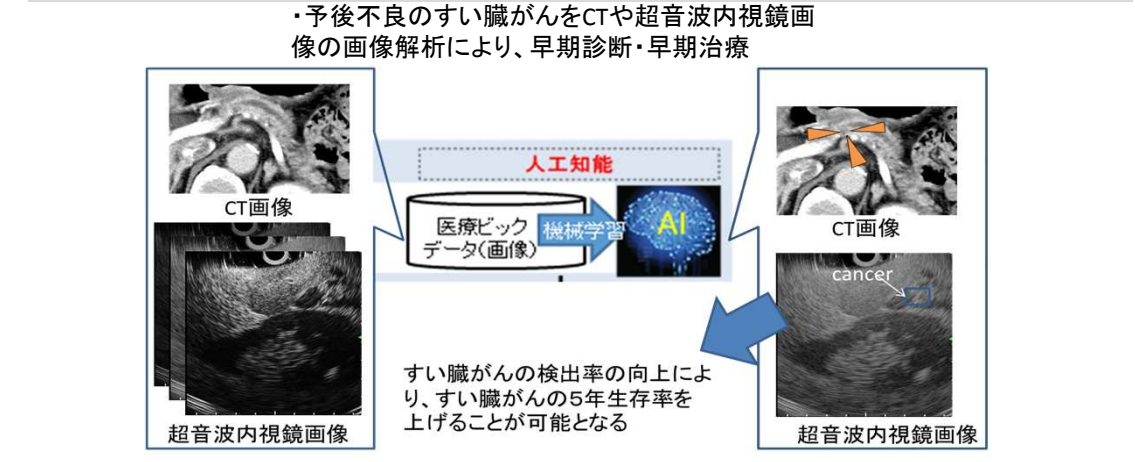 ・予後不良のすい臓がんをCTや超音波内視鏡画
像の画像解析により、早期診断・早期治療
CT画像
超音波内視鏡画像
人工知能
医療ビック
データ(画像)
機械学習
AI
CT画像
cancer
超音波内視鏡画像
すい臓がんの検出率の向上によ
り、すい臓がんの５年生存率を
上げることが可能となる